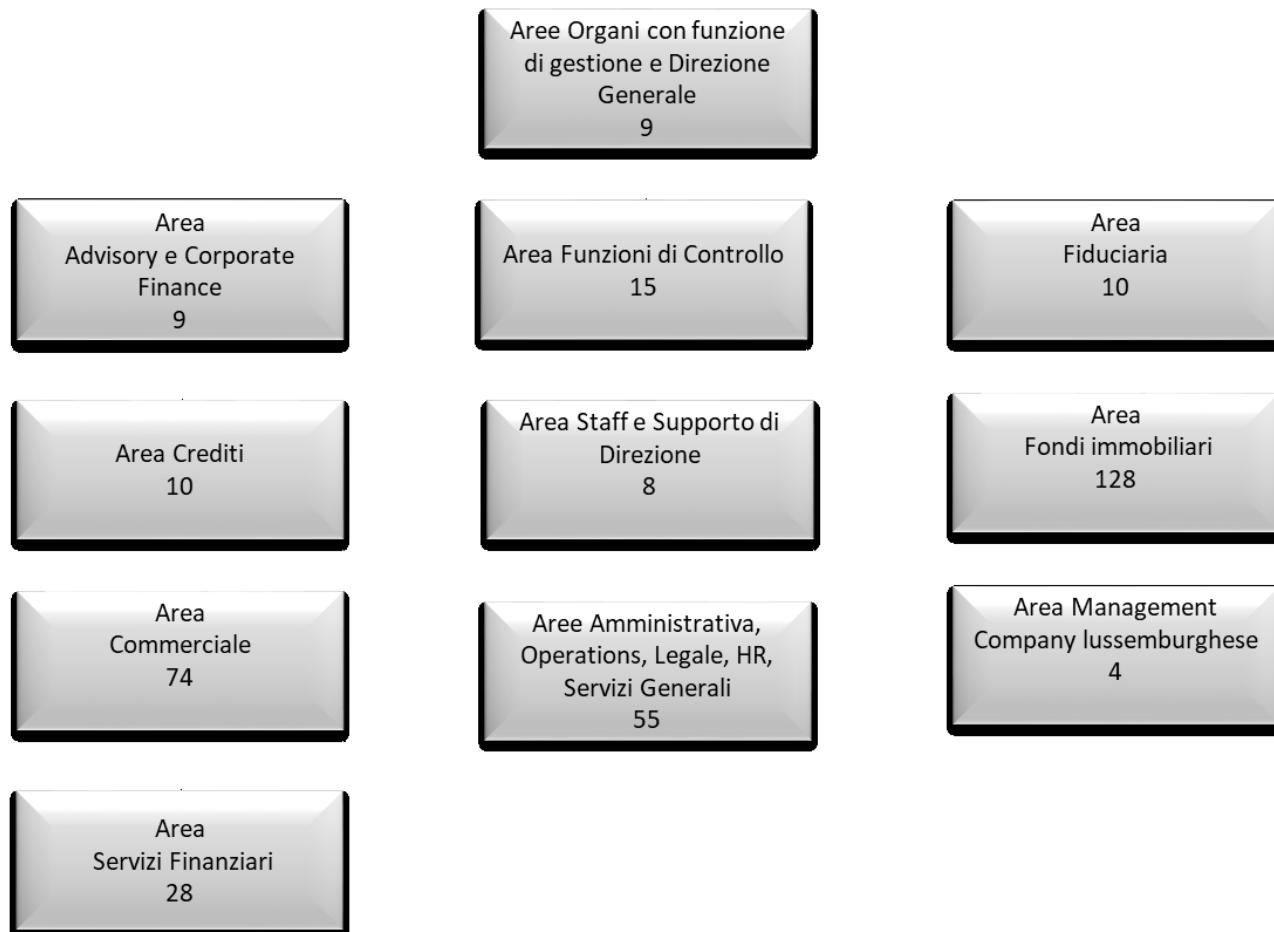 Aree Organi con funzione
di gestione e Direzione
Generale
9
Area
Advisory e Corporate
Finance
9
Area Funzioni di Controllo
15
Area
Fiduciaria
10
Area Crediti
10
Area Staff e Supporto di
Direzione
8
Area
Fondi immobiliari
128
Area
Commerciale
74
Aree Amministrativa,
Operations, Legale, HR,
Servizi Generali
55
Area Management
Company lussemburghese
4
Area
Servizi Finanziari
28